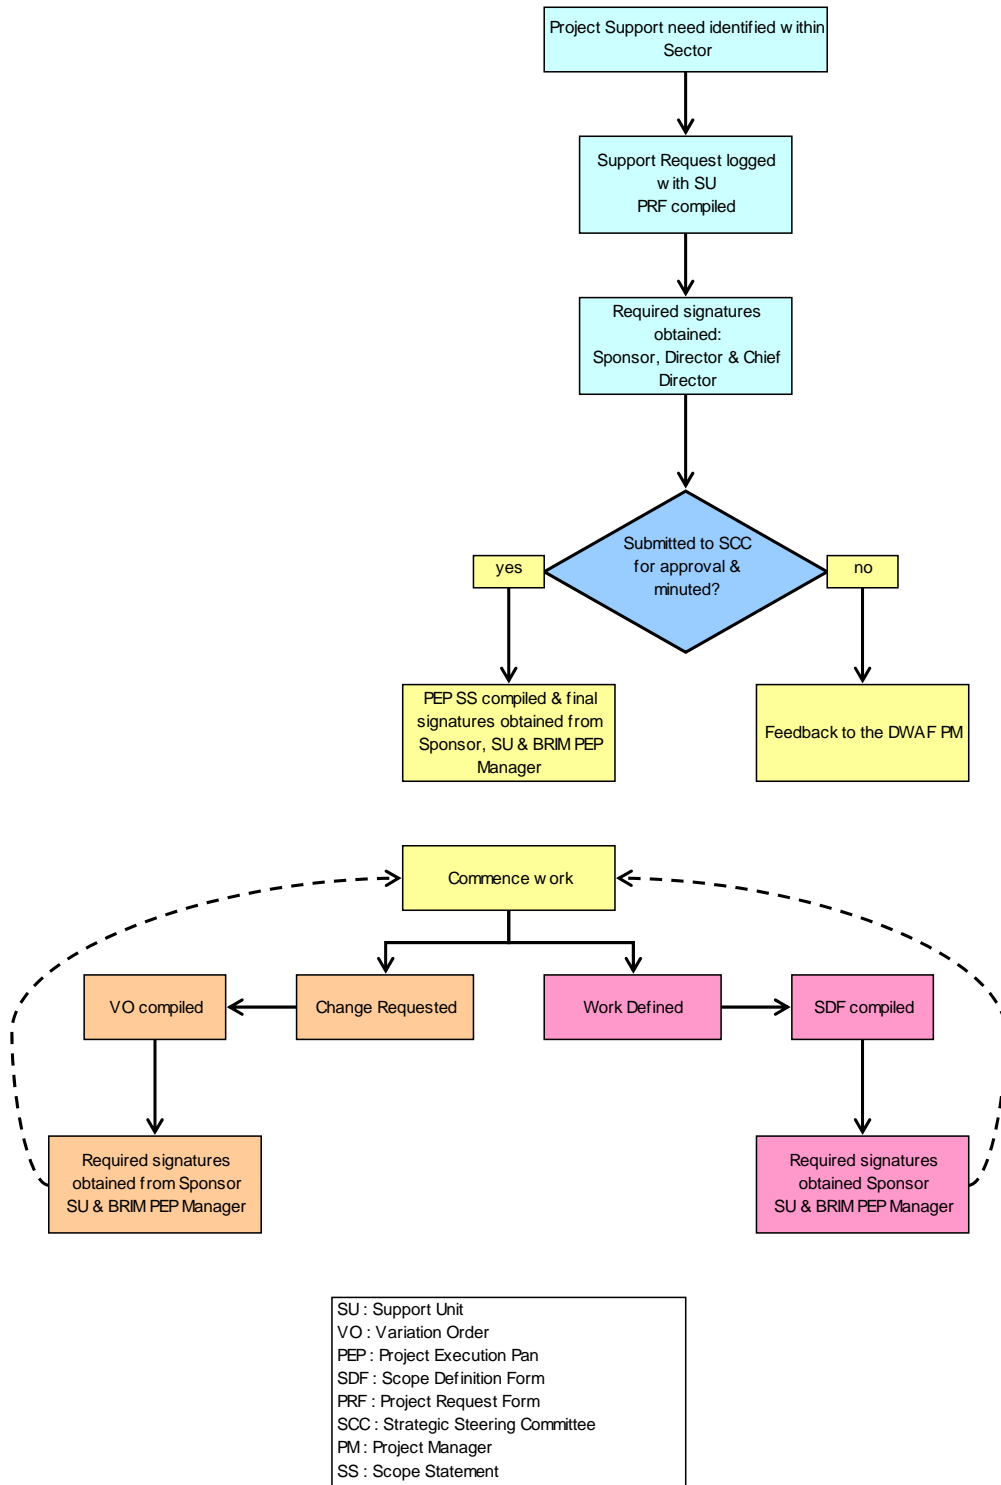 Project Support need identified within
Sector
Support Request logged
with SU
PRF compiled
Required signatures
obtained:
Sponsor, Director & Chief
Director
Submitted to SCC
for approval &
minuted?
yes
no
PEP SS compiled & final
signatures obtained from
Sponsor, SU & BRIM PEP
Manager
Feedback to the DWAF PM
Commence work
VO compiled
Change Requested
Work Defined
SDF compiled
Required signatures
obtained from Sponsor
SU & BRIM PEP Manager
Required signatures
obtained Sponsor
SU & BRIM PEP Manager
SU : Support Unit
VO : Variation Order
PEP : Project Execution Pan
SDF : Scope Definition Form
PRF : Project Request Form
SCC : Strategic Steering Committee
PM : Project Manager
SS : Scope Statement